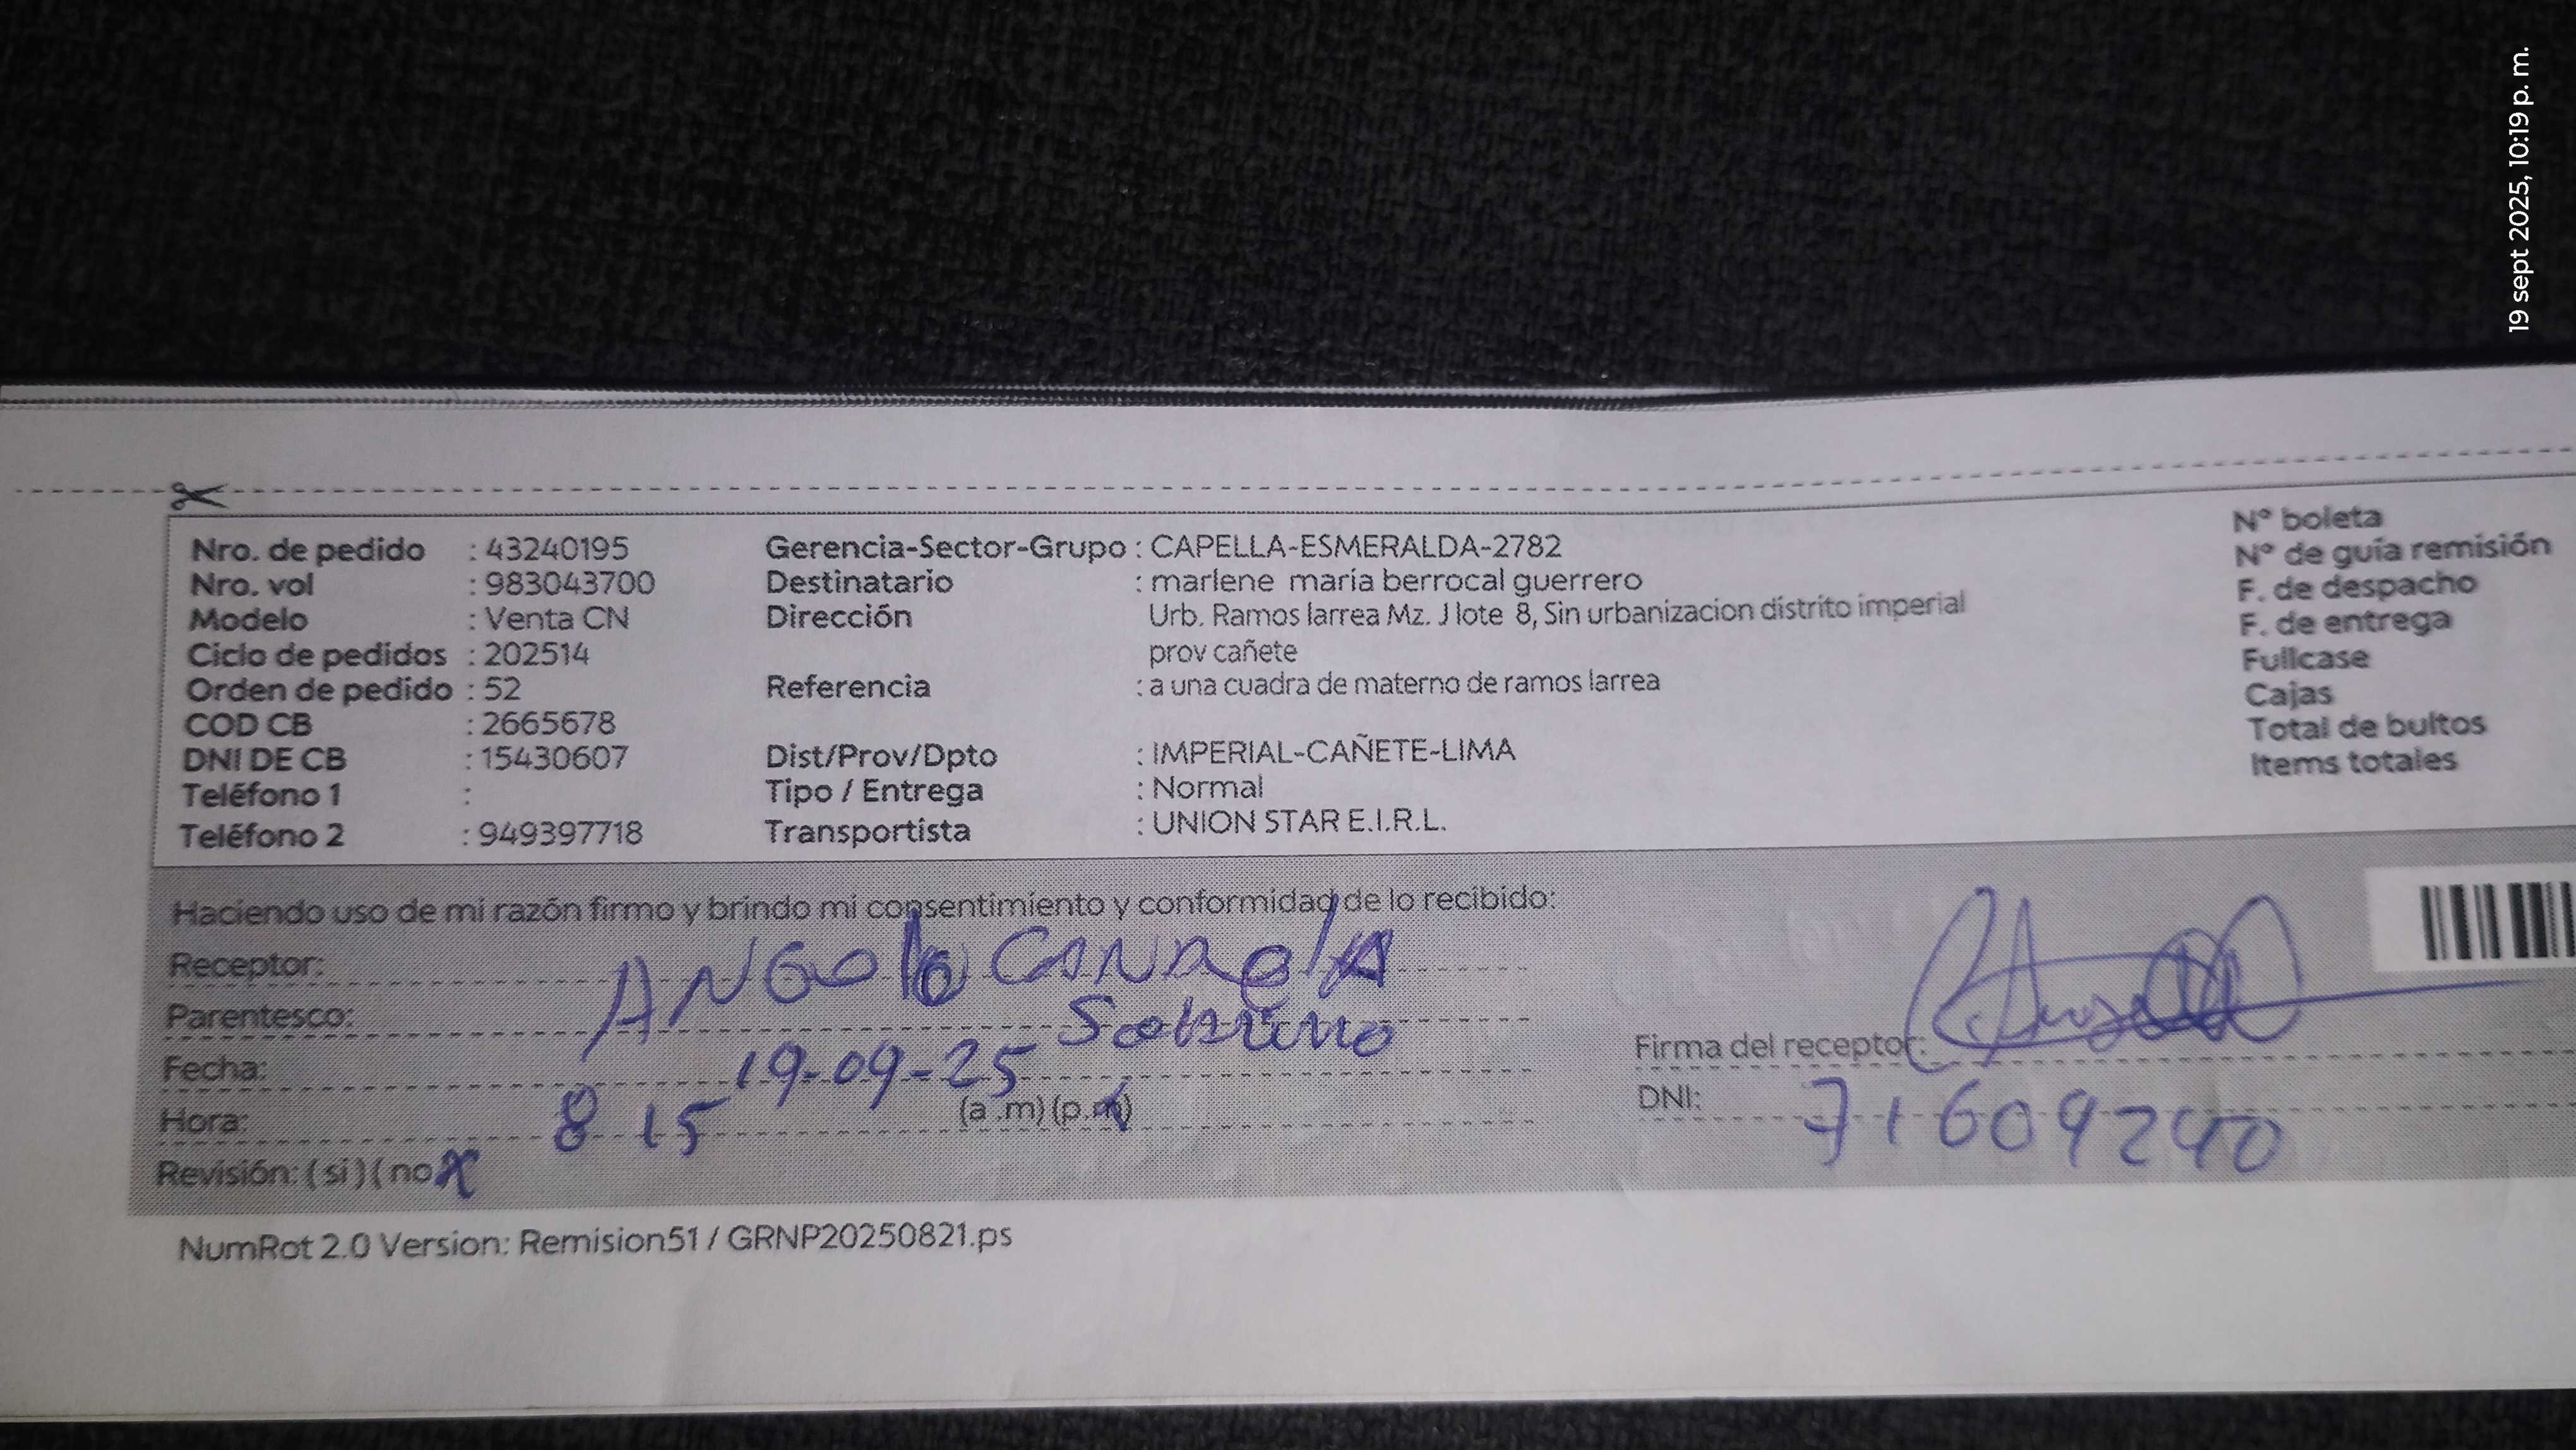 19 sept 2025, 10:19 p. m.
Nro. de pedido : 43240195
Nro. vol : 983043700
Modelo : Venta CN
Ciclo de pedidos : 202514
Orden de pedido : 52
COD CB : 2665678
DNI DE CB : 15430607
Teléfono 1 :
Teléfono 2 : 949397718
Gerencia-Sector-Grupo : CAPELLA-ESMERALDA-2782
Destinatario : marlene maría berrocal guerrero
Dirección Urb. Ramos larrea Mz. J lote 8, Sin urbanizacion distrito imperial
prov cañete
Referencia : a una cuadra de materno de ramos larrea
Dist/Prov/Dpto : IMPERIAL-CAÑETE-LIMA
Tipo / Entrega : Normal
Transportista : UNION STAR E.I.R.L.
N° boleta
N° de guía remisión
F. de despacho
F. de entrega
Fullcase
Cajas
Total de bultos
Items totales
Haciendo uso de mi razón firmo y brindo mi consentimiento y conformidad de lo recibido:
Receptor:
Parentesco: Sobrino
Fecha: 19-09-25
Hora: 8 15 (a .m) (p.m)
Revisión: (si) (no x
Firma del receptor:
DNI: 71609240
NumRot 2.0 Version: Remision51 / GRNP20250821.ps